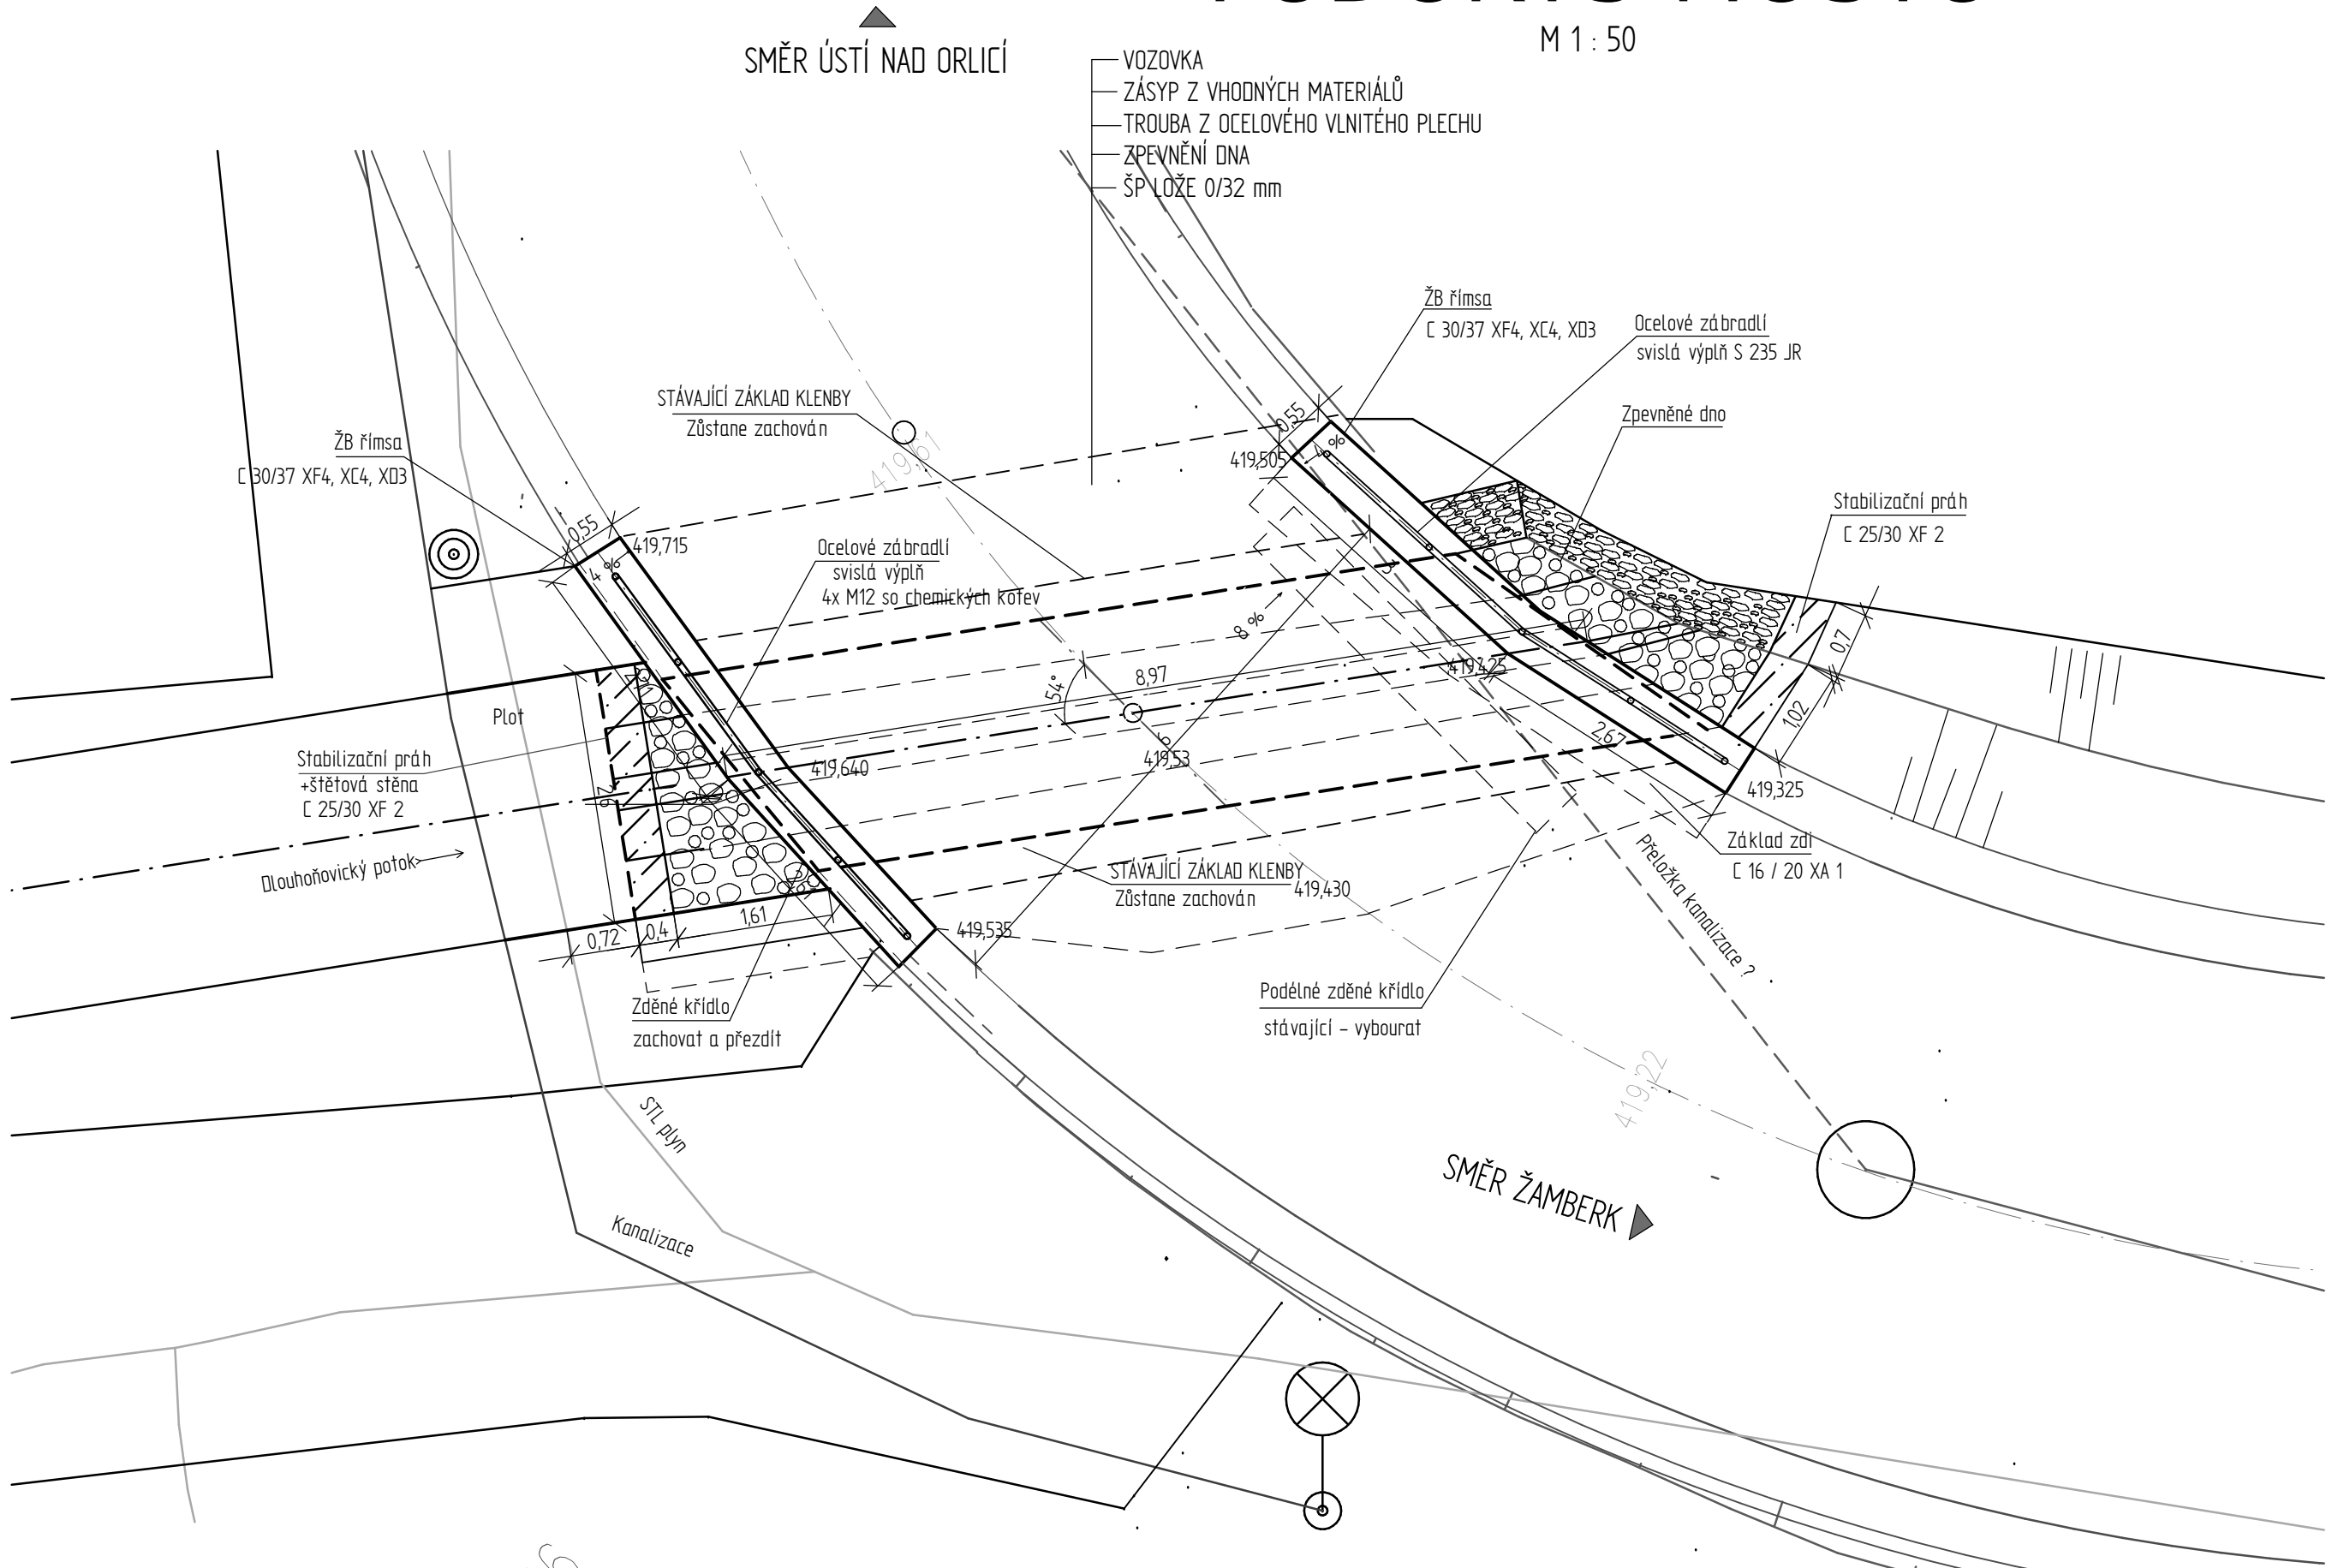 M 1 : 50
SMĚR ÚSTÍ NAD ORLICÍ
VOZOVKA
ZÁSYP Z VHODNÝCH MATERIÁLŮ
TROUBA Z OCELOVÉHO VLNITÉHO PLECHU
ZPEVNĚNÍ DNA
ŠP LOŽE 0/32 mm
ŽB římsa
C 30/37 XF4, XC4, XD3
Ocelové zábradlí
svislá výplň S 235 JR
Zpevněné dno
Stabilizační práh
C 25/30 XF 2
STÁVAJÍCÍ ZÁKLAD KLENBY
Zůstane zachován
419,61
ŽB římsa
C 30/37 XF4, XC4, XD3
0,55
419,505
4 %
0,55
419,715
4 %
Ocelové zábradlí
svislá výplň
4x M12 so chemických kotev
8 %
54°
8,97
419,425
0,7
1,02
2,67
419,325
Plot
Stabilizační práh
+štětová stěna
C 25/30 XF 2
2,6
419,640
419,53
Dlouhoňovický potok
Základ zdi
C 16 / 20 XA 1
STÁVAJÍCÍ ZÁKLAD KLENBY
Zůstane zachován
419,430
Přeložka kanalizace ?
0,72
0,4
1,61
419,535
Zděné křídlo
zachovat a přezdít
Podélné zděné křídlo
stávající - vybourat
419,22
STL plyn
SMĚR ŽAMBERK
Kanalizace